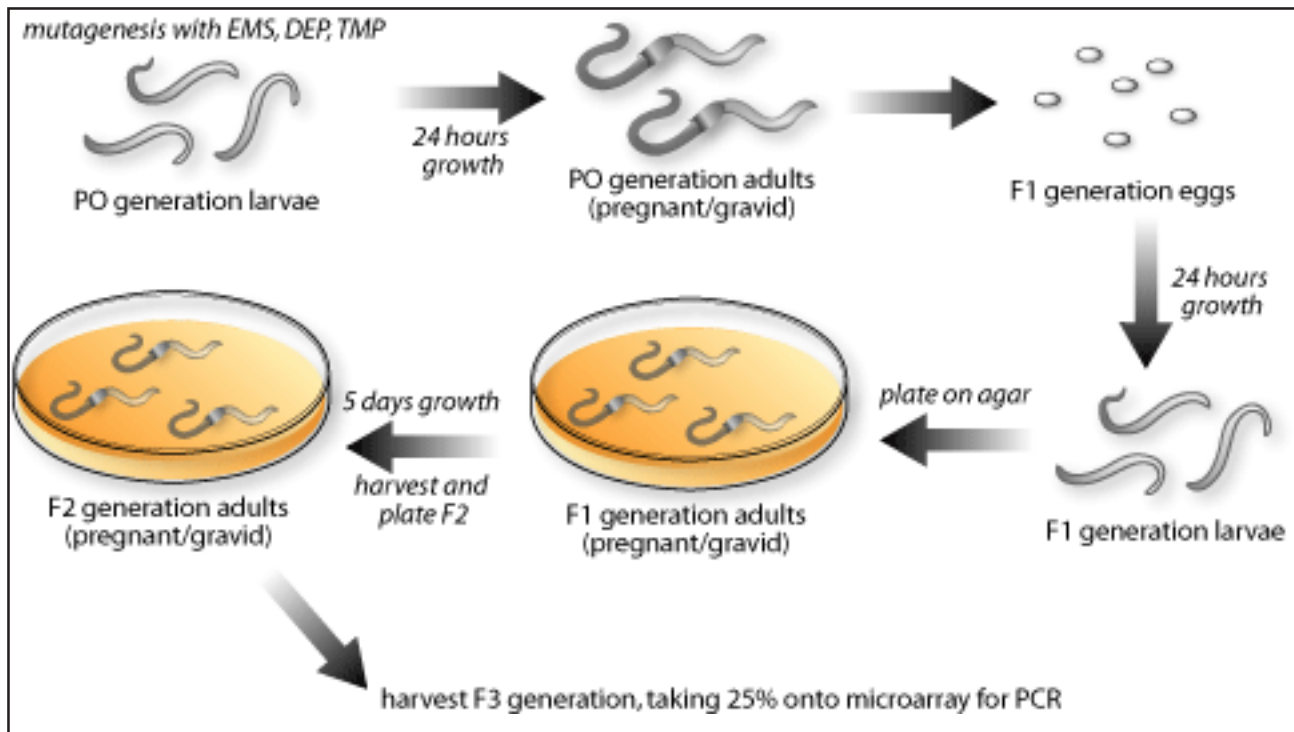 mutagenesis with EMS, DEP, TMP
24 hours
growth
PO generation larvae
PO generation adults
(pregnant/gravid)
F1 generation eggs
24 hours
growth
F1 generation larvae
plate on agar
F1 generation adults
(pregnant/gravid)
5 days growth
harvest and
plate F2
F2 generation adults
(pregnant/gravid)
harvest F3 generation, taking 25% onto microarray for PCR